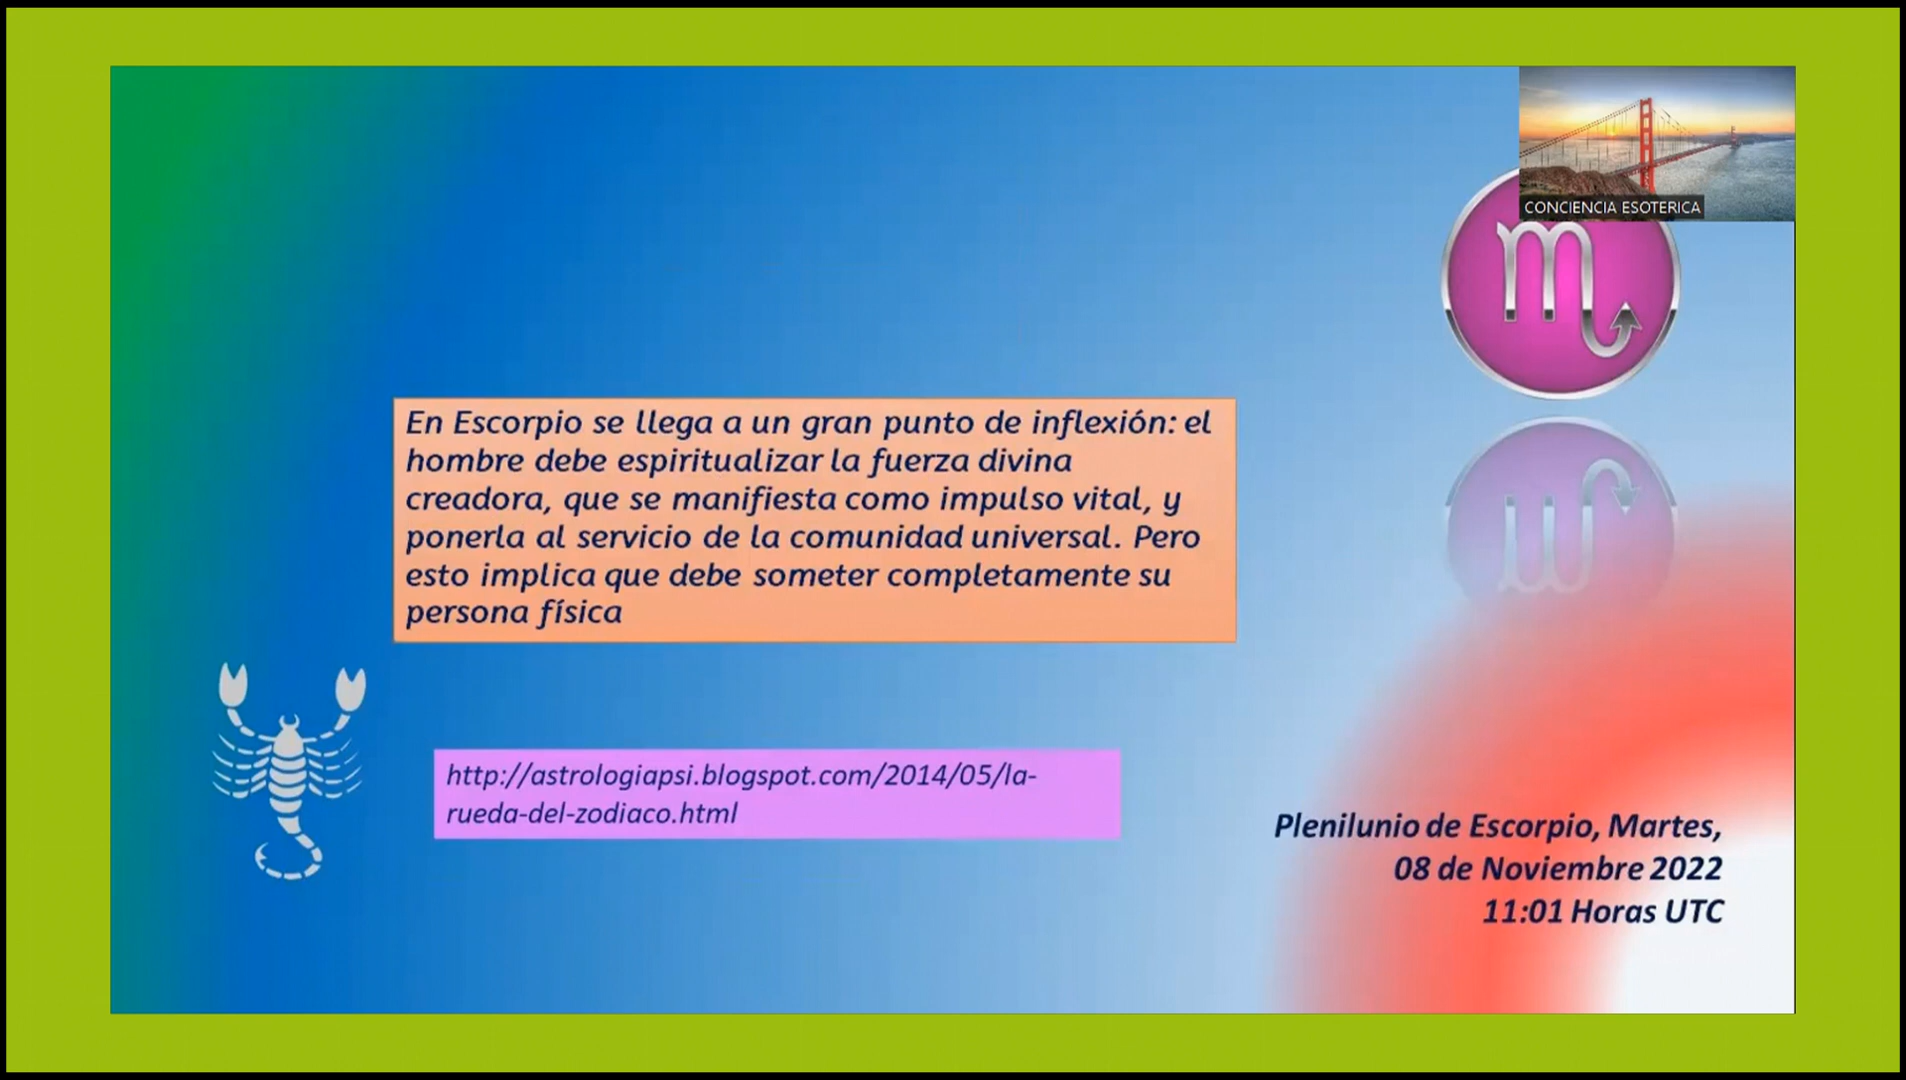 CONCIENCIA ESOTERICA
En Escorpio se llega a un gran punto de inflexión: el
hombre debe espiritualizar la fuerza divina
creadora, que se manifiesta como impulso vital, y
ponerla al servicio de la comunidad universal. Pero
esto implica que debe someter completamente su
persona física
http://astrologiapsi.blogspot.com/2014/05/la-
rueda-del-zodiaco.html
Plenilunio de Escorpio, Martes,
08 de Noviembre 2022
11:01 Horas UTC